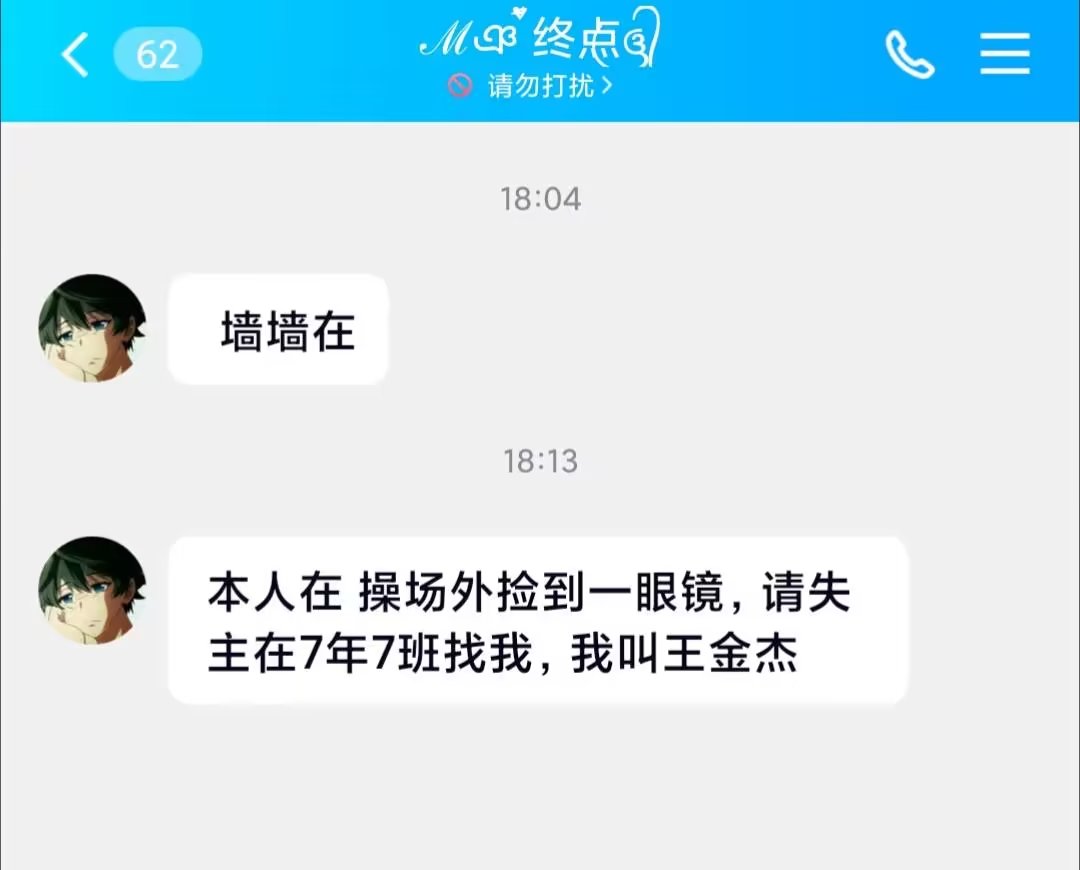 62
终点
请勿打扰
18:04
墙墙在
18:13
本人在 操场外捡到一眼镜，请失
主在7年7班找我，我叫王金杰